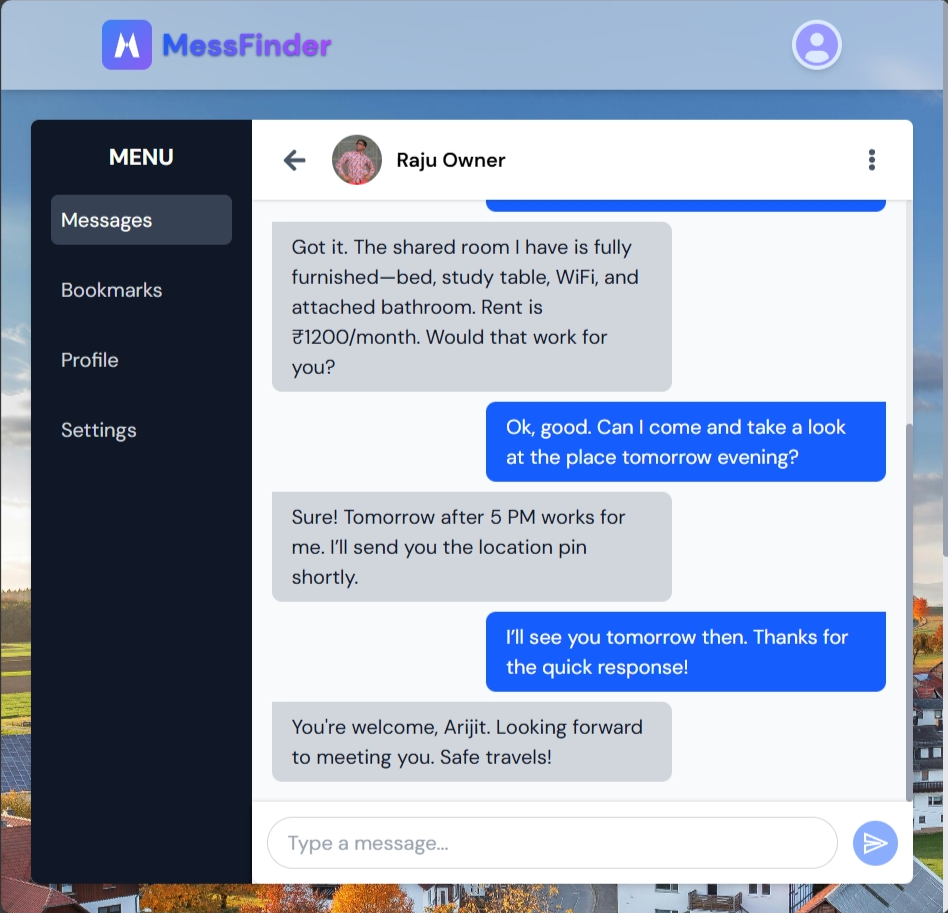 MessFinder
MENU
Messages
Bookmarks
Profile
Settings
Raju Owner
Got it. The shared room I have is fully
furnished—bed, study table, WiFi, and
attached bathroom. Rent is
₹1200/month. Would that work for
you?
Ok, good. Can I come and take a look
at the place tomorrow evening?
Sure! Tomorrow after 5 PM works for
me. I’ll send you the location pin
shortly.
I’ll see you tomorrow then. Thanks for
the quick response!
You're welcome, Arijit. Looking forward
to meeting you. Safe travels!
Type a message...